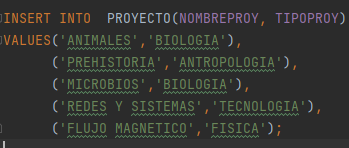 INSERT INTO  PROYECTO(NOMBREPROY, TIPOPROY)
VALUES('ANIMALES','BIOLOGIA'),
('PREHISTORIA','ANTROPOLOGIA'),
('MICROBIOS','BIOLOGIA'),
('REDES Y SISTEMAS','TECNOLOGIA'),
('FLUJO MAGNETICO','FISICA');